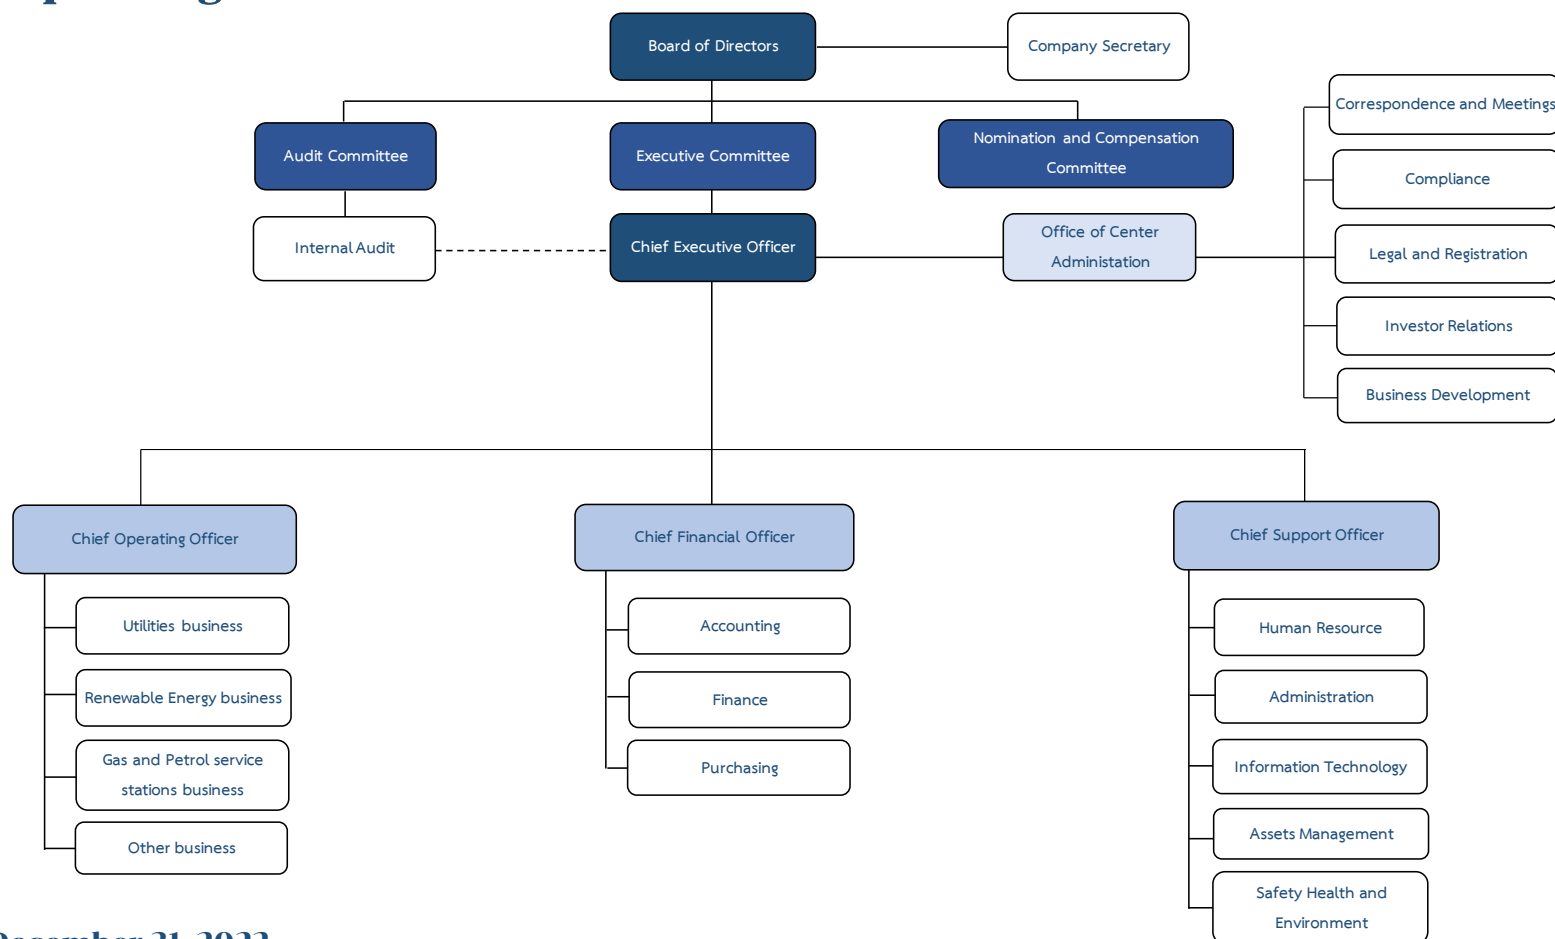 Board of Directors
Company Secretary
Correspondence and Meetings
Audit Committee
Executive Committee
Nomination and Compensation
Committee
Compliance
Internal Audit
Chief Executive Officer
Office of Center
Administation
Legal and Registration
Investor Relations
Business Development
Chief Operating Officer
Chief Financial Officer
Chief Support Officer
Utilities business
Renewable Energy business
Gas and Petrol service
stations business
Other business
Accounting
Finance
Purchasing
Human Resource
Administration
Information Technology
Assets Management
Safety Health and
Environment